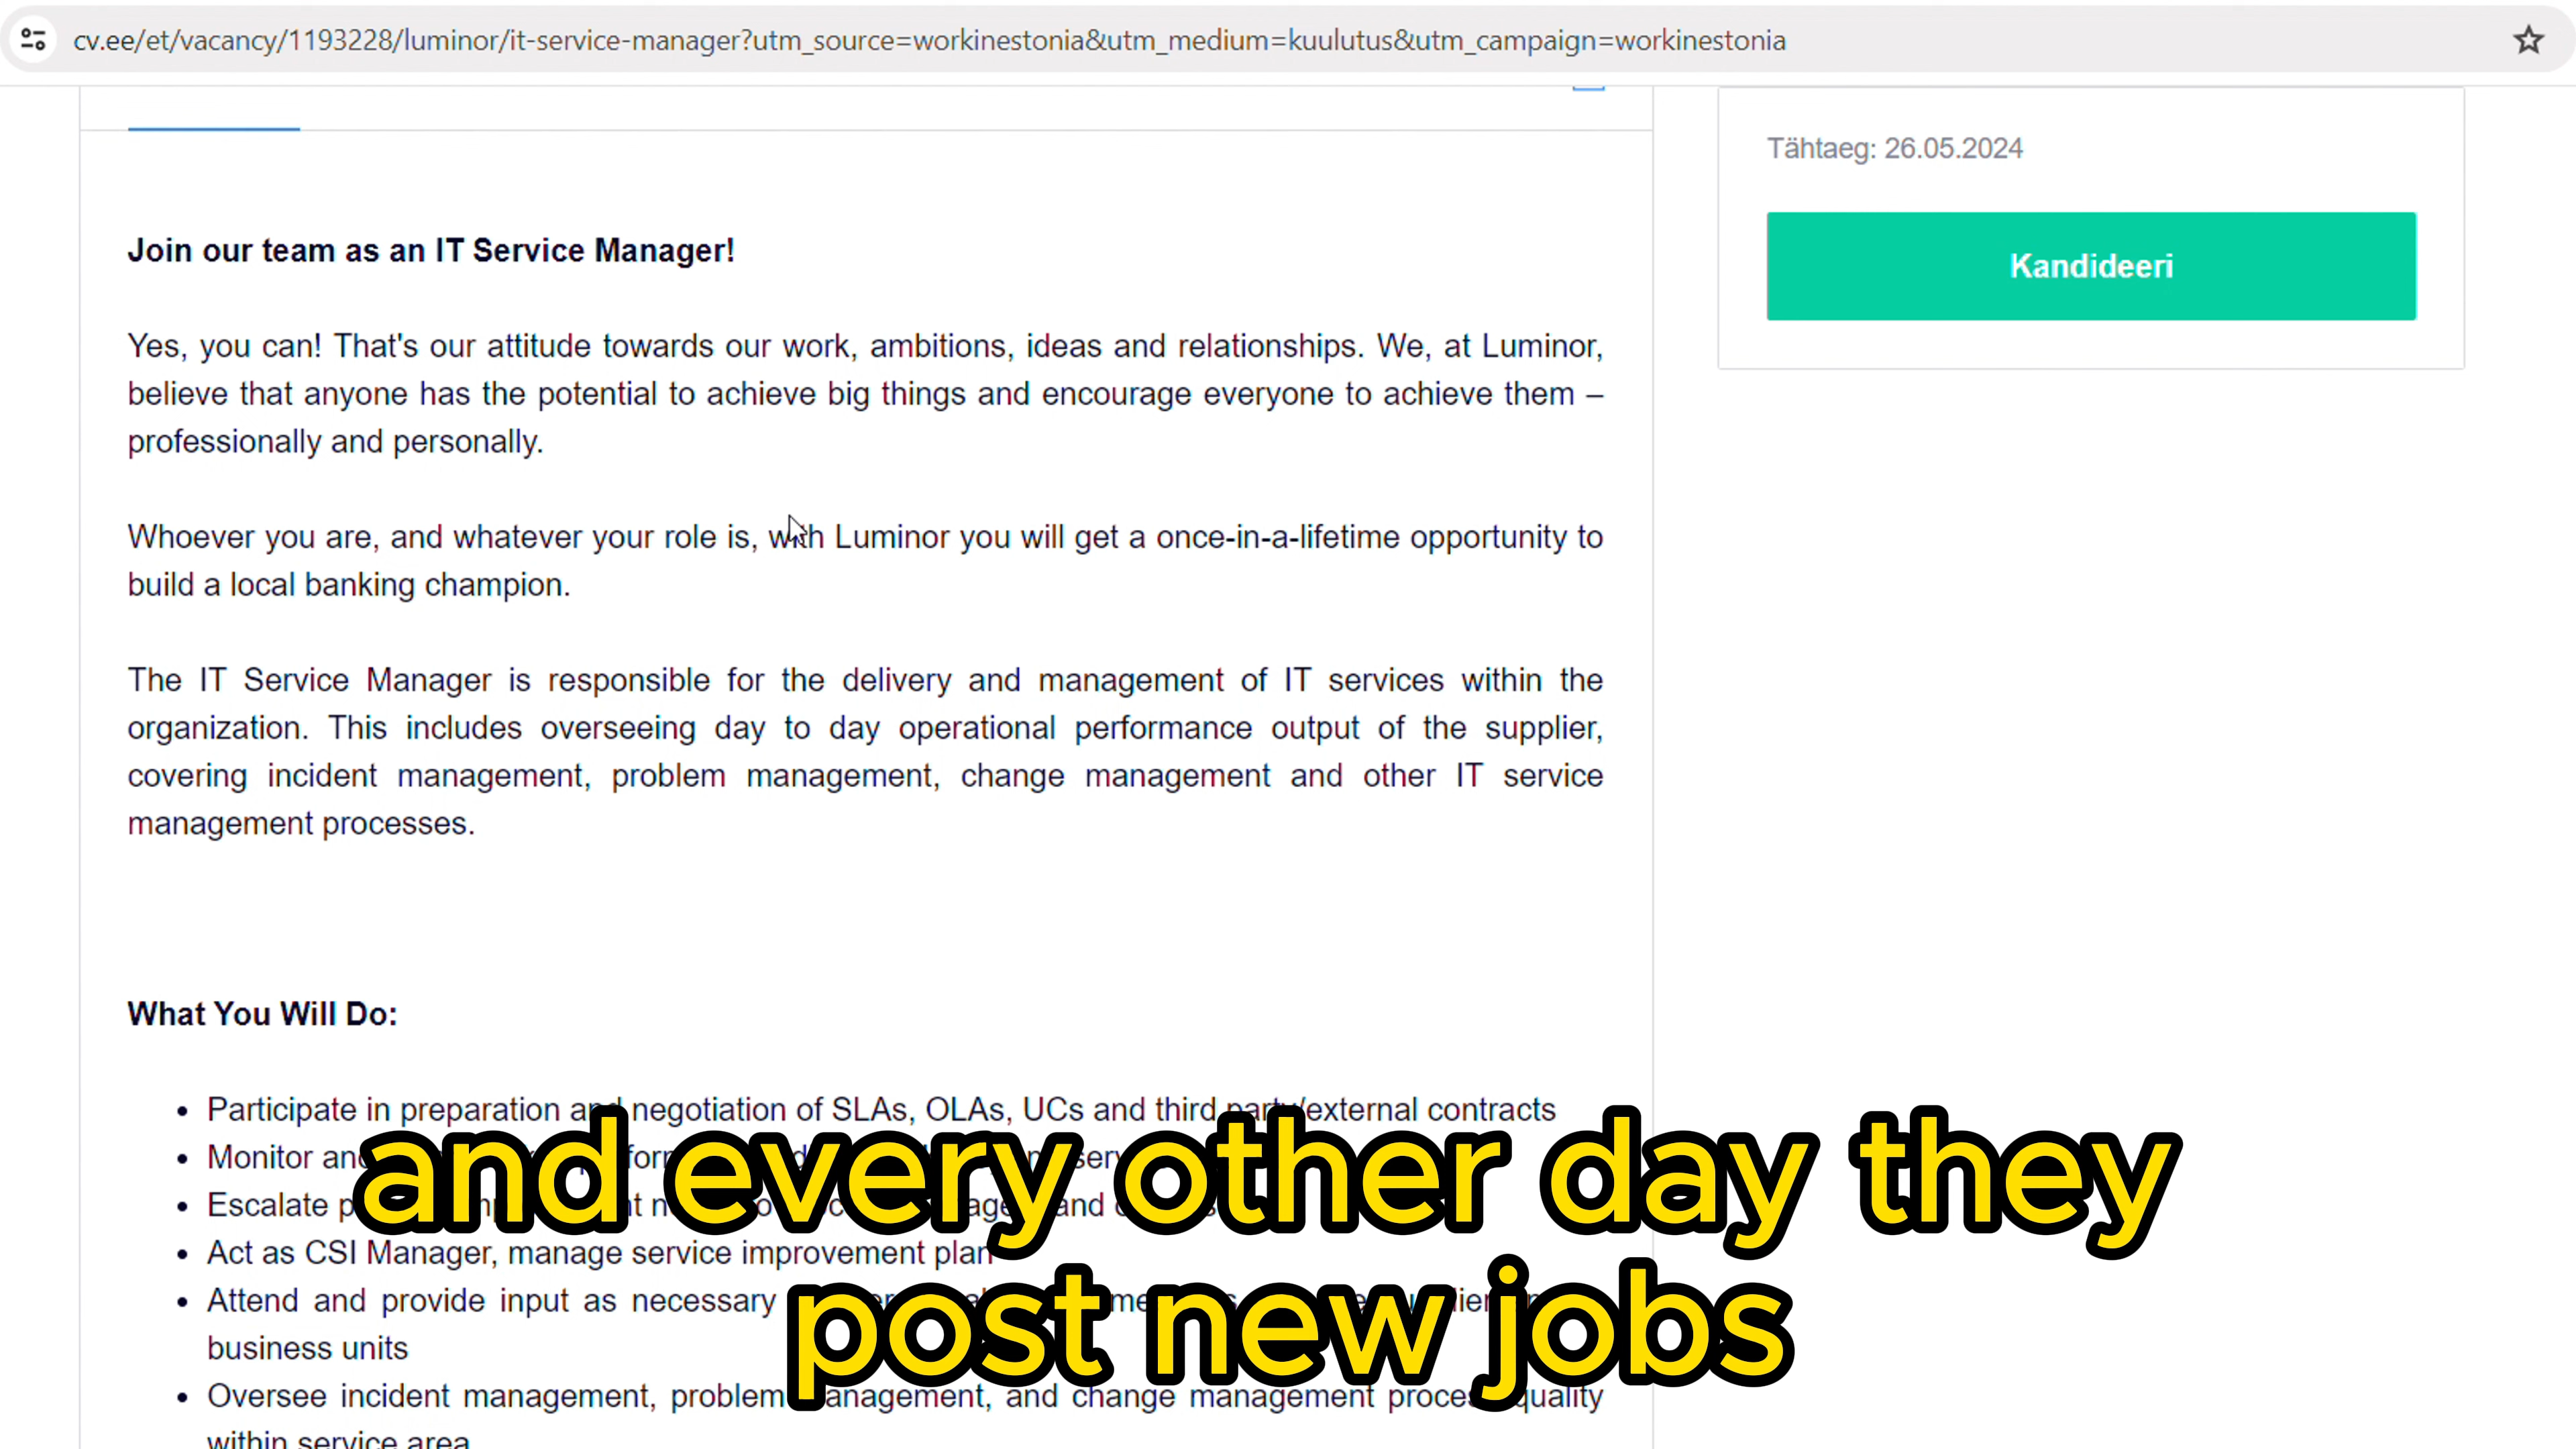 cv.ee/et/vacancy/1193228/luminor/it-service-manager?utm_source=workinestonia&utm_medium=kuulutus&utm_campaign=workinestonia
Tähtaeg: 26.05.2024
Kandideeri
Join our team as an IT Service Manager!
Yes, you can! That's our attitude towards our work, ambitions, ideas and relationships. We, at Luminor,
believe that anyone has the potential to achieve big things and encourage everyone to achieve them –
professionally and personally.
Whoever you are, and whatever your role is, with Luminor you will get a once-in-a-lifetime opportunity to
build a local banking champion.
The IT Service Manager is responsible for the delivery and management of IT services within the
organization. This includes overseeing day to day operational performance output of the supplier,
covering incident management, problem management, change management and other IT service
management processes.
What You Will Do:
• Participate in preparation and negotiation of SLAs, OLAs, UCs and third party/external contracts
• Monitor
• Escalate
• Act as CSI Manager, manage service improvement plan
• Attend and provide input as necessary
business units
• Oversee incident management, problem management, and change management process quality
within service area
and every other day they
post new jobs